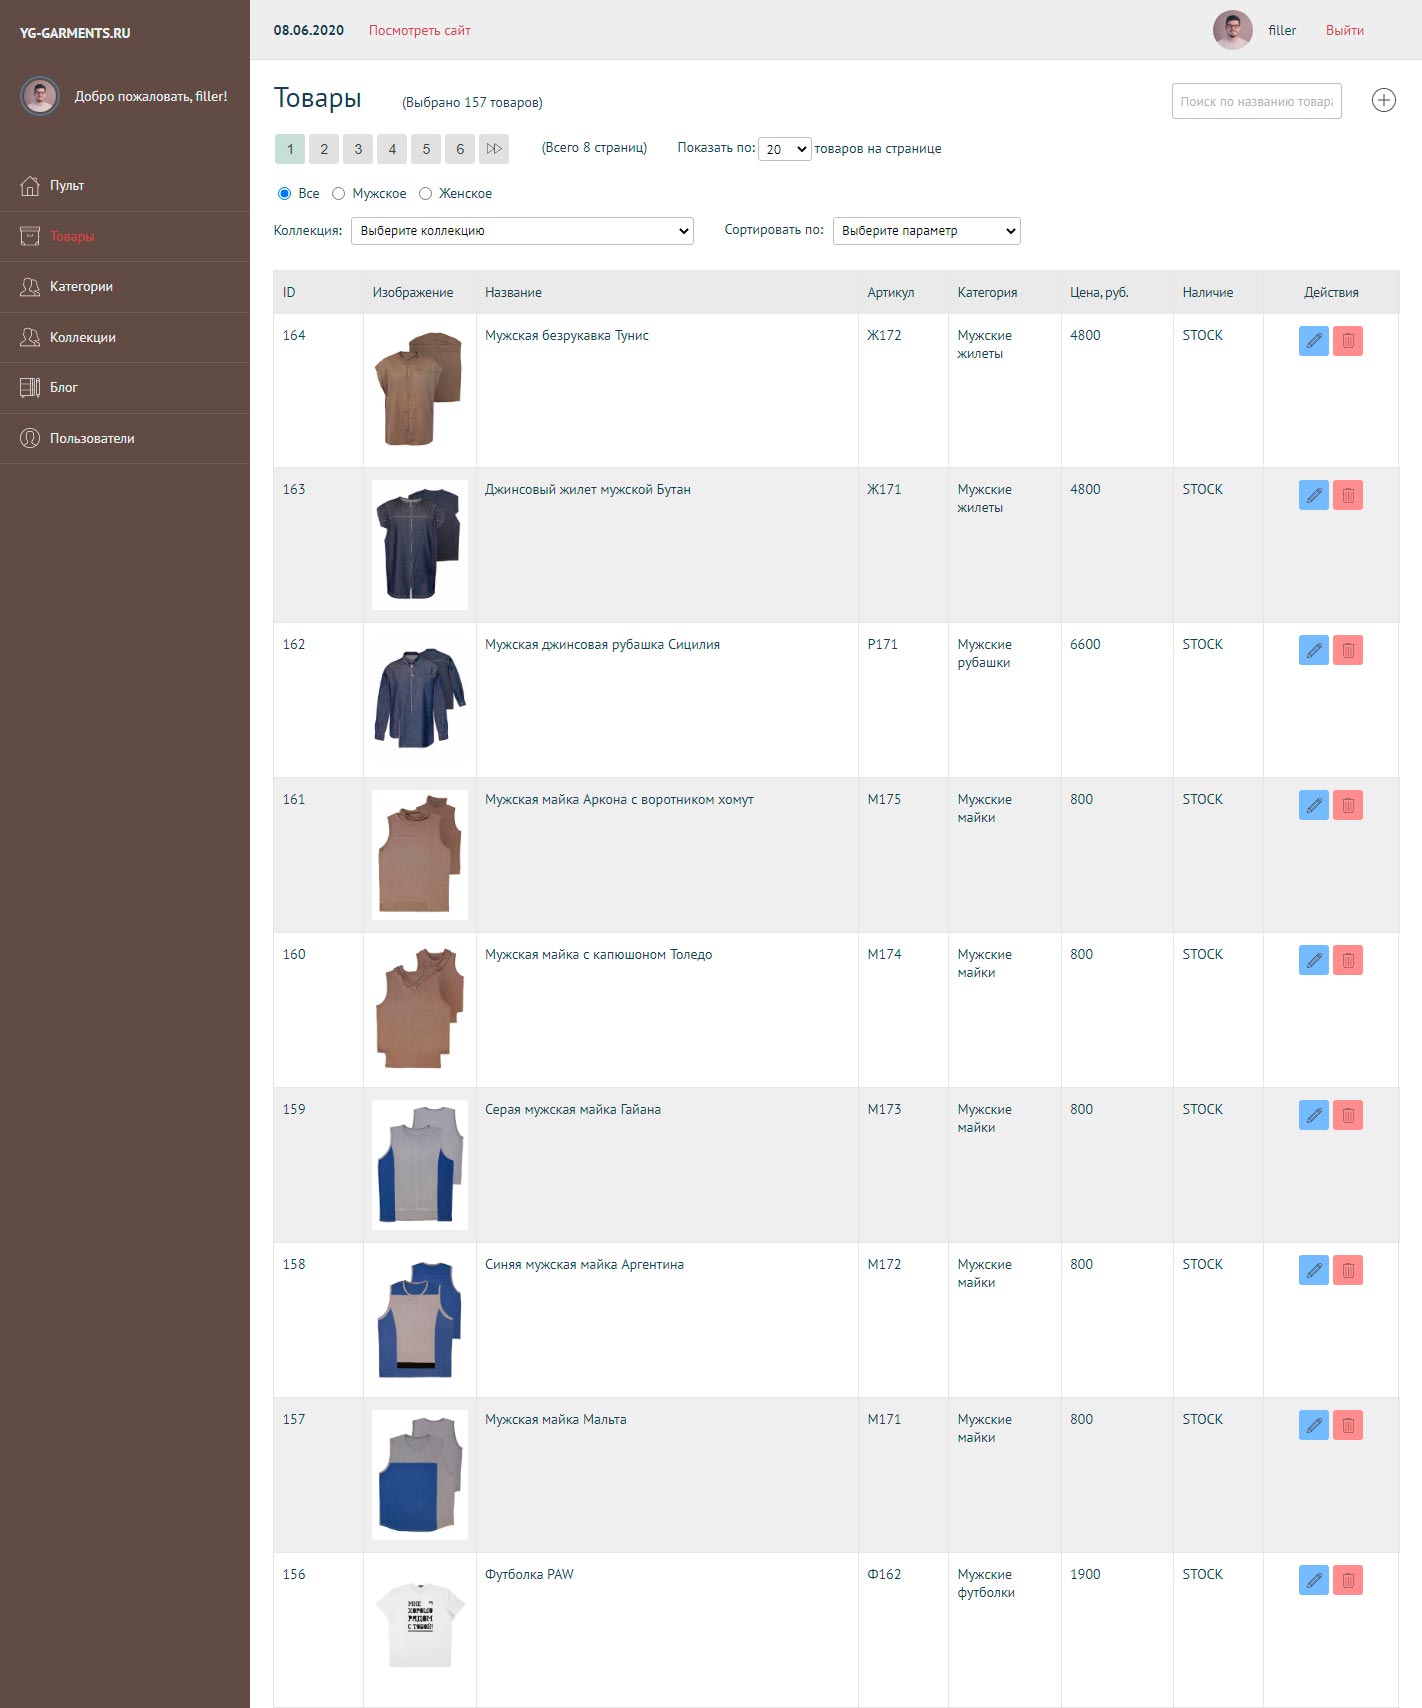 YG-GARMENTS.RU
Добро пожаловать, filler!
Пульт
Товары
Категории
Коллекции
Блог
Пользователи
08.06.2020 Посмотреть сайт filler Выйти
Товары (Выбрано 157 товаров) Поиск по названию товара
1 2 3 4 5 6 (Всего 8 страниц) Показать по: 20 товаров на странице
Все Мужское Женское
Коллекция: Выберите коллекцию Сортировать по: Выберите параметр
ID Изображение Название Артикул Категория Цена, руб. Наличие Действия
164 Мужская безрукавка Тунис Ж172 Мужские 4800 STOCK
жилеты
163 Джинсовый жилет мужской Бутан Ж171 Мужские 4800 STOCK
жилеты
162 Мужская джинсовая рубашка Сицилия Р171 Мужские 6600 STOCK
рубашки
161 Мужская майка Аркона с воротником хомут М175 Мужские 800 STOCK
майки
160 Мужская майка с капюшоном Толедо М174 Мужские 800 STOCK
майки
159 Серая мужская майка Гайана М173 Мужские 800 STOCK
майки
158 Синяя мужская майка Аргентина М172 Мужские 800 STOCK
майки
157 Мужская майка Мальта М171 Мужские 800 STOCK
майки
156 Футболка PAW Ф162 Мужские 1900 STOCK
футболки
МНЕ
ХОРОШО
РЯДОМ
С ТОБОЙ!